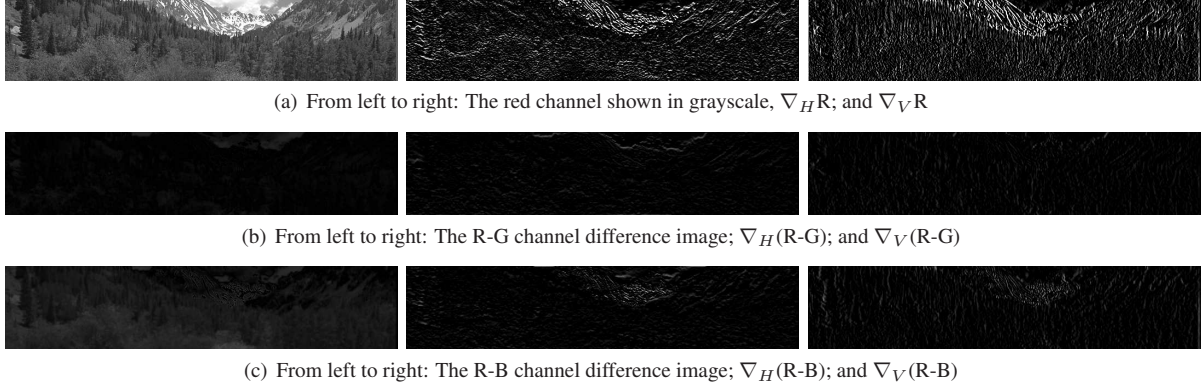 (a) From left to right: The red channel shown in grayscale, ∇HR; and ∇VR
(b) From left to right: The R-G channel difference image; ∇H(R-G); and ∇V(R-G)
(c) From left to right: The R-B channel difference image; ∇H(R-B); and ∇V(R-B)